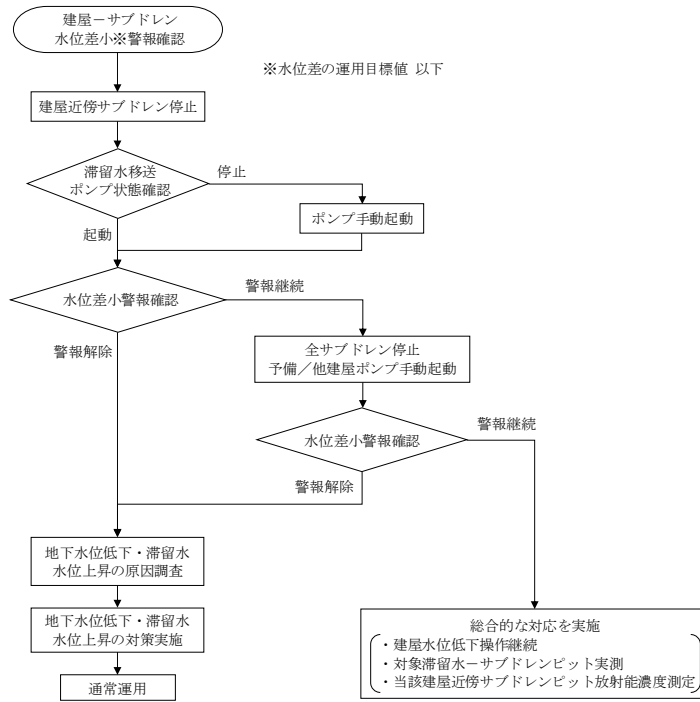 建屋－サブドレン
水位差小※警報確認
※水位差の運用目標値 以下
建屋近傍サブドレン停止
滞留水移送
ポンプ状態確認
停止
ポンプ手動起動
起動
水位差小警報確認
警報継続
警報解除
全サブドレン停止
予備／他建屋ポンプ手動起動
水位差小警報確認
警報継続
警報解除
地下水位低下・滞留水
水位上昇の原因調査
地下水位低下・滞留水
水位上昇の対策実施
通常運用
総合的な対応を実施
・建屋水位低下操作継続
・対象滞留水－サブドレンピット実測
・当該建屋近傍サブドレンピット放射能濃度測定